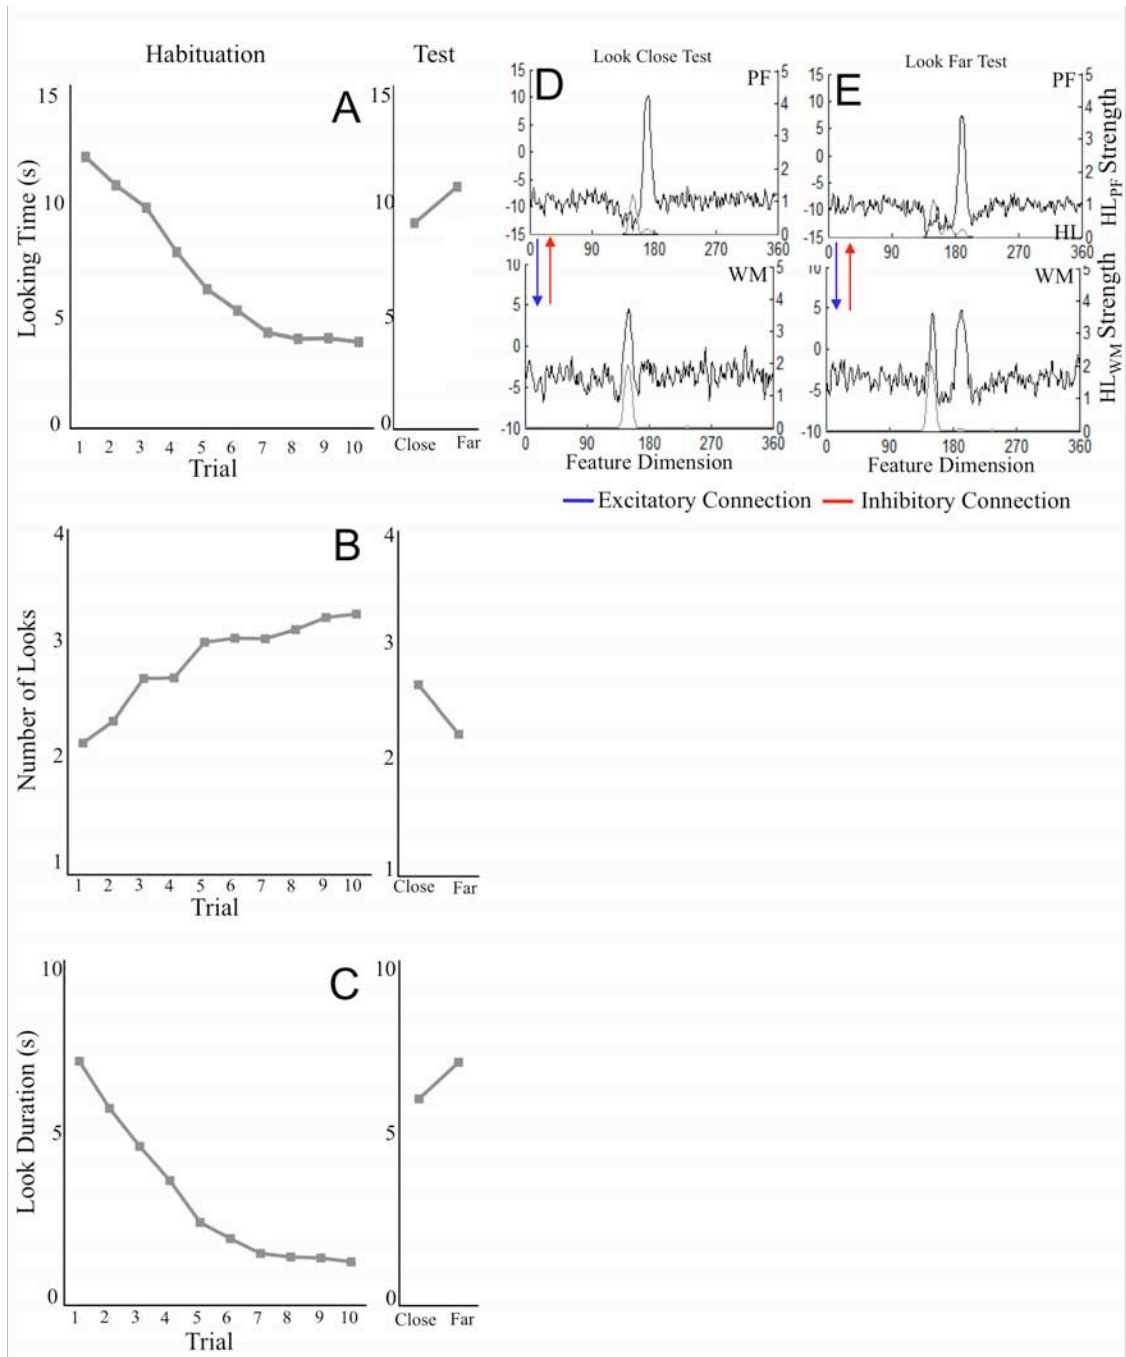 Habituation Test
A
15
10
5
0
Looking Time (s)
1 2 3 4 5 6 7 8 9 10
Trial
15
10
5
0
Close Far
Look Close Test
D PF
15
10
5
0
-5
-10
-15
5
4
3
2
1
0
0 90 180 270 360
WM
10
5
0
-5
-10
5
4
3
2
1
0
0 90 180 270 360
Feature Dimension
Look Far Test
E PF
15
10
5
0
-5
-10
-15
5
4
3
2
1
0
HL
0 90 180 270 360
HLPF Strength
WM
10
5
0
-5
-10
5
4
3
2
1
0
0 90 180 270 360
Feature Dimension
HLWM Strength
Excitatory Connection Inhibitory Connection
B
4
3
2
1
Number of Looks
1 2 3 4 5 6 7 8 9 10
Trial
4
3
2
1
Close Far
C
10
5
0
Look Duration (s)
1 2 3 4 5 6 7 8 9 10
Trial
10
5
0
Close Far